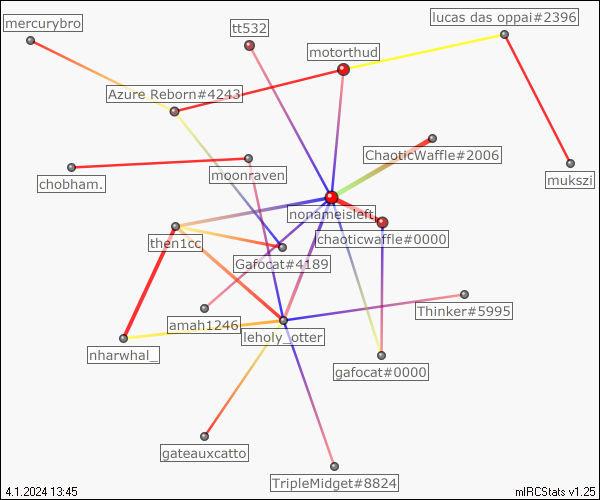 mercurybro
tt532
lucas das oppai#2396
motorthud
Azure Reborn#4243
ChaoticWaffle#2006
chobham.
moonraven
mukszi
nonameisleft
chaoticwaffle#0000
then1cc
Gafocat#4189
amah1246
Thinker#5995
leholy_otter
nharwhal_
gafocat#0000
gateauxcatto
TripleMidget#8824
4.1.2024 13:45
mIRCStats v1.25